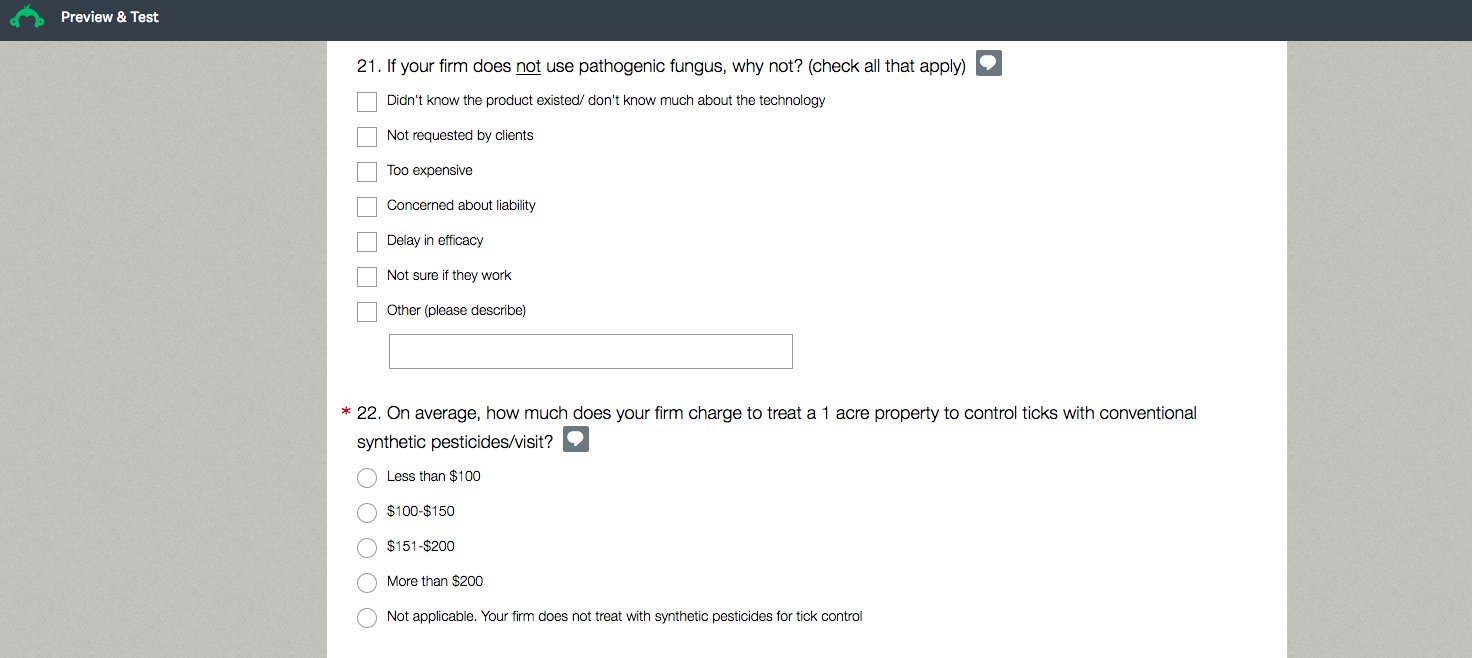 Preview & Test
21. If your firm does not use pathogenic fungus, why not? (check all that apply)
Didn't know the product existed/ don't know much about the technology
Not requested by clients
Too expensive
Concerned about liability
Delay in efficacy
Not sure if they work
Other (please describe)
* 22. On average, how much does your firm charge to treat a 1 acre property to control ticks with conventional
synthetic pesticides/visit?
Less than $100
$100-$150
$151-$200
More than $200
Not applicable. Your firm does not treat with synthetic pesticides for tick control